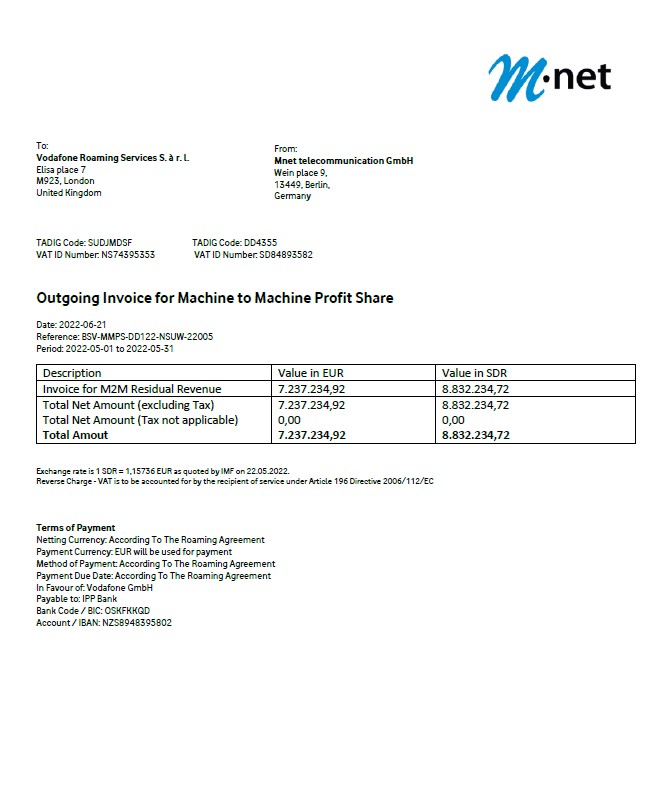 M·net
To:
Vodafone Roaming Services S. à r. l.
Elisa place 7
M923, London
United Kingdom
From:
Mnet telecommunication GmbH
Wein place 9,
13449, Berlin,
Germany
TADIG Code: SUDJMDSF TADIG Code: DD4355
VAT ID Number: NS74395353 VAT ID Number: SD84893582
Outgoing Invoice for Machine to Machine Profit Share
Date: 2022-06-21
Reference: BSV-MMPS-DD122-NSUW-22005
Period: 2022-05-01 to 2022-05-31
Description Value in EUR Value in SDR
Invoice for M2M Residual Revenue 7.237.234,92 8.832.234,72
Total Net Amount (excluding Tax) 7.237.234,92 8.832.234,72
Total Net Amount (Tax not applicable) 0,00 0,00
Total Amout 7.237.234,92 8.832.234,72
Exchange rate is 1 SDR = 1,15736 EUR as quoted by IMF on 22.05.2022.
Reverse Charge - VAT is to be accounted for by the recipient of service under Article 196 Directive 2006/112/EC
Terms of Payment
Netting Currency: According To The Roaming Agreement
Payment Currency: EUR will be used for payment
Method of Payment: According To The Roaming Agreement
Payment Due Date: According To The Roaming Agreement
In Favour of: Vodafone GmbH
Payable to: IPP Bank
Bank Code / BIC: OSKFKKQD
Account / IBAN: NZS8948395802